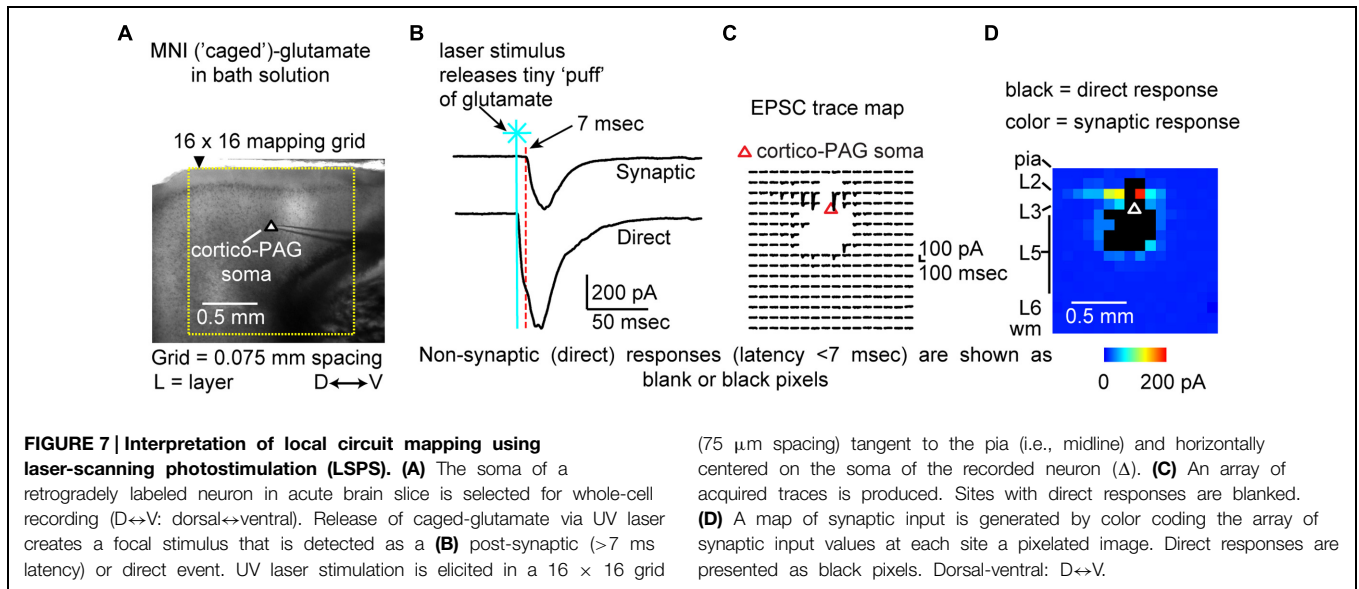 A
MNI ('caged')-glutamate
in bath solution
16 x 16 mapping grid
cortico-PAG
soma
0.5 mm
Grid = 0.075 mm spacing
L = layer
D↔V
B
laser stimulus
releases tiny 'puff'
of glutamate
7 msec
Synaptic
Direct
200 pA
50 msec
C
EPSC trace map
△ cortico-PAG soma
100 pA
100 msec
D
black = direct response
color = synaptic response
pia
L2
L3
L5
L6
wm
0.5 mm
0 200 pA
Non-synaptic (direct) responses (latency <7 msec) are shown as
blank or black pixels
FIGURE 7 | Interpretation of local circuit mapping using
laser-scanning photostimulation (LSPS). (A) The soma of a
retrogradely labeled neuron in acute brain slice is selected for whole-cell
recording (D↔V: dorsal↔ventral). Release of caged-glutamate via UV laser
creates a focal stimulus that is detected as a (B) post-synaptic (>7 ms
latency) or direct event. UV laser stimulation is elicited in a 16 × 16 grid
(75 μm spacing) tangent to the pia (i.e., midline) and horizontally
centered on the soma of the recorded neuron (Δ). (C) An array of
acquired traces is produced. Sites with direct responses are blanked.
(D) A map of synaptic input is generated by color coding the array of
synaptic input values at each site a pixelated image. Direct responses are
presented as black pixels. Dorsal-ventral: D↔V.